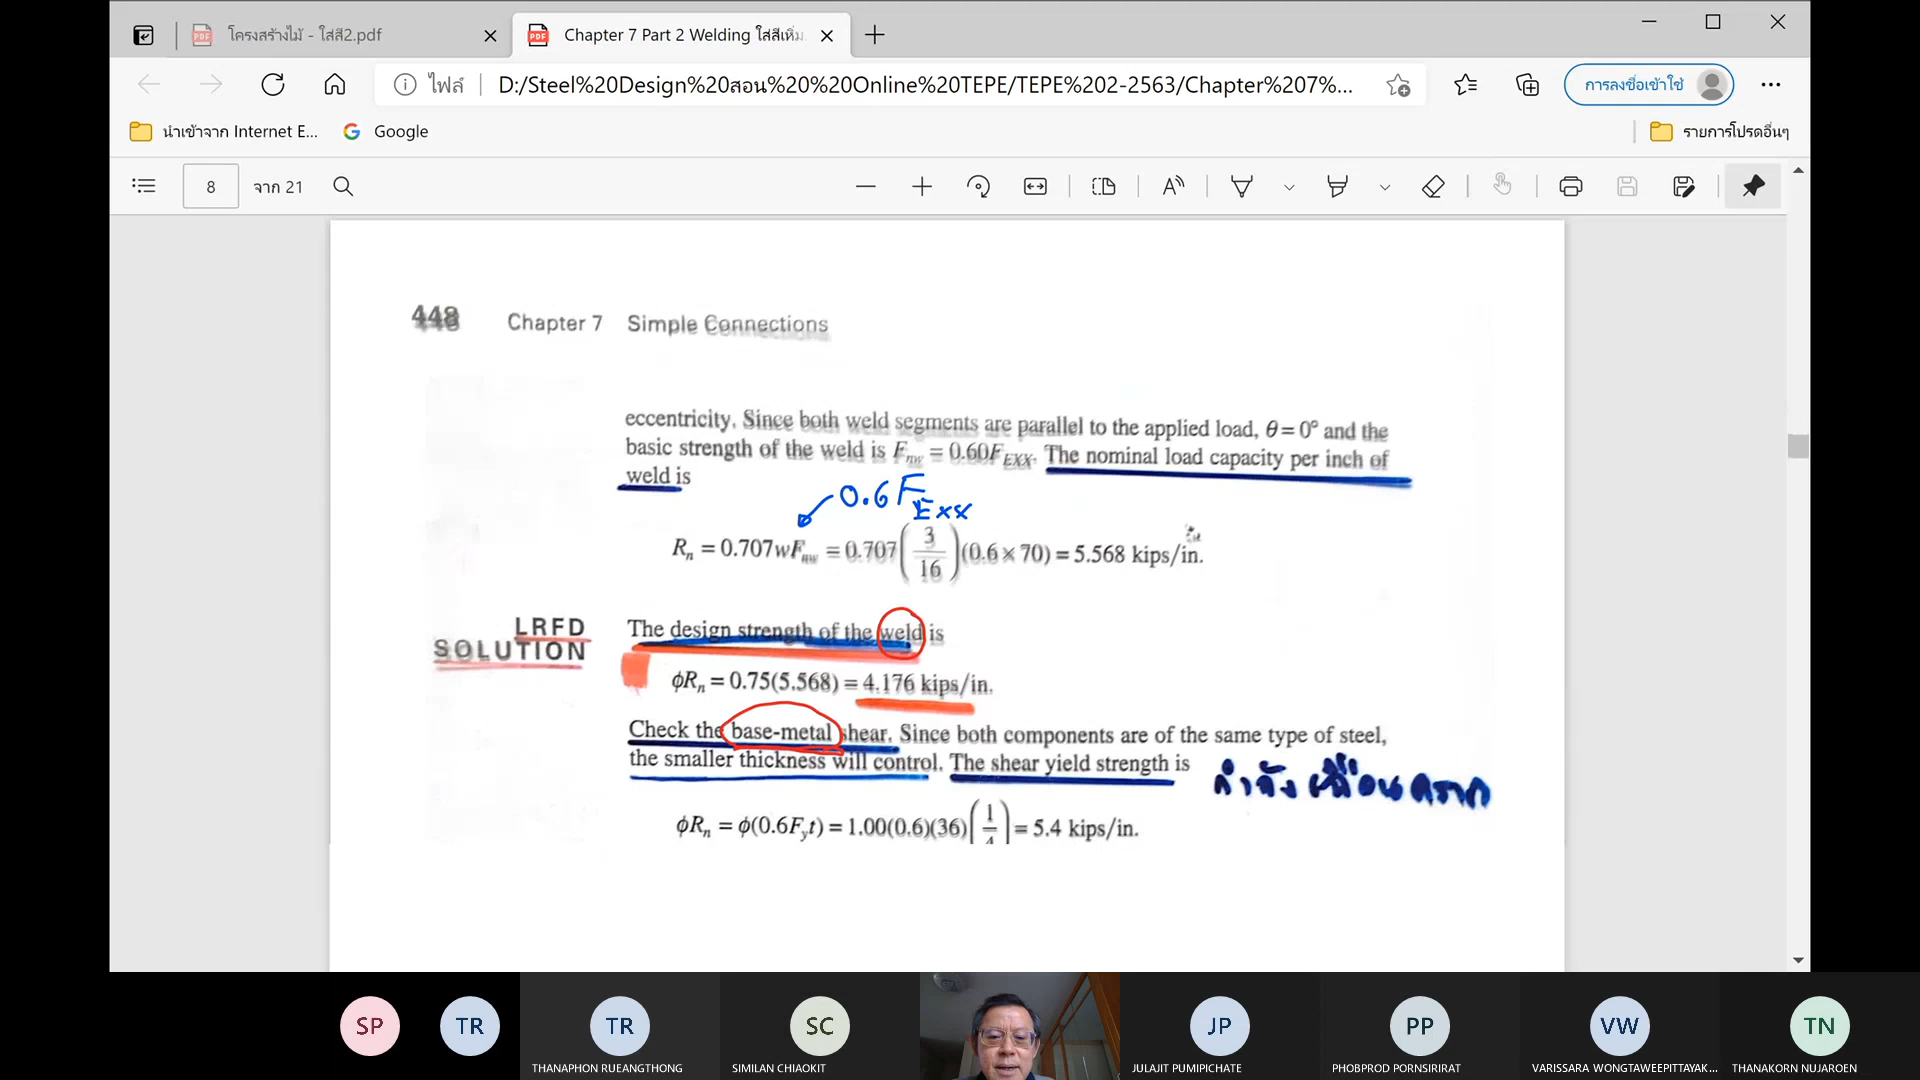 โครงสร้างไม้ - ใส่สี2.pdf
Chapter 7 Part 2 Welding ใส่สีเพิ่ม.
ไฟล์
D:/Steel%20Design%20สอน%20%20Online%20TEPE/TEPE%202-2563/Chapter%207%...
การลงชื่อเข้าใช้
นำเข้าจาก Internet E...
Google
รายการโปรดอื่นๆ
8
จาก 21
448 Chapter 7 Simple Connections
eccentricity. Since both weld segments are parallel to the applied load, θ = 0° and the
basic strength of the weld is Fnw = 0.60FEXX. The nominal load capacity per inch of
weld is
0.6 FEXX
Rn = 0.707wFnw = 0.707(3/16)(0.6 × 70) = 5.568 kips/in.
LRFD
SOLUTION
The design strength of the weld is
ϕRn = 0.75(5.568) = 4.176 kips/in.
Check the base-metal shear. Since both components are of the same type of steel,
the smaller thickness will control. The shear yield strength is
กำลังเฉือนคราก
ϕRn = ϕ(0.6Fyt) = 1.00(0.6)(36)(1/4) = 5.4 kips/in.
SP
TR
TR
SC
JP
PP
VW
TN
THANAPHON RUEANGTHONG
SIMILAN CHIAOKIT
JULAJIT PUMIPICHATE
PHOBPROD PORNSIRIRAT
VARISSARA WONGTAWEEPITTAYAK...
THANAKORN NUJAROEN